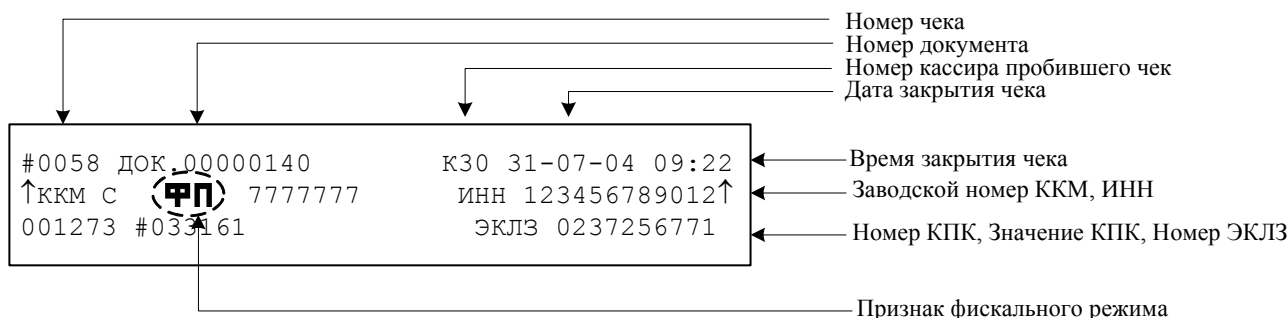 Номер чека
Номер документа
Номер кассира пробившего чек
Дата закрытия чека
#0058 ДОК.00000140 К30 31-07-04 09:22
Время закрытия чека
↑ККМ С ФП 7777777 ИНН 123456789012↑
Заводской номер ККМ, ИНН
001273 #033161 ЭКЛЗ 0237256771
Номер КПК, Значение КПК, Номер ЭКЛЗ
Признак фискального режима